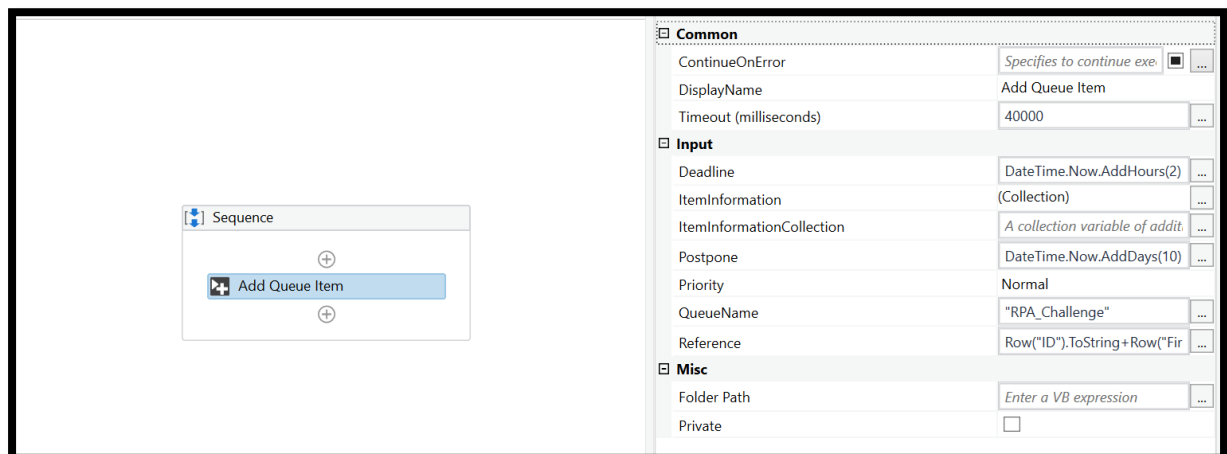 Common
ContinueOnError Specifies to continue exe ...
DisplayName Add Queue Item
Timeout (milliseconds) 40000 ...
Input
Deadline DateTime.Now.AddHours(2) ...
ItemInformation (Collection) ...
ItemInformationCollection A collection variable of addit ...
Postpone DateTime.Now.AddDays(10) ...
Priority Normal
QueueName "RPA_Challenge" ...
Reference Row("ID").ToString+Row("Fir ...
Misc
Folder Path Enter a VB expression ...
Private
Sequence
Add Queue Item